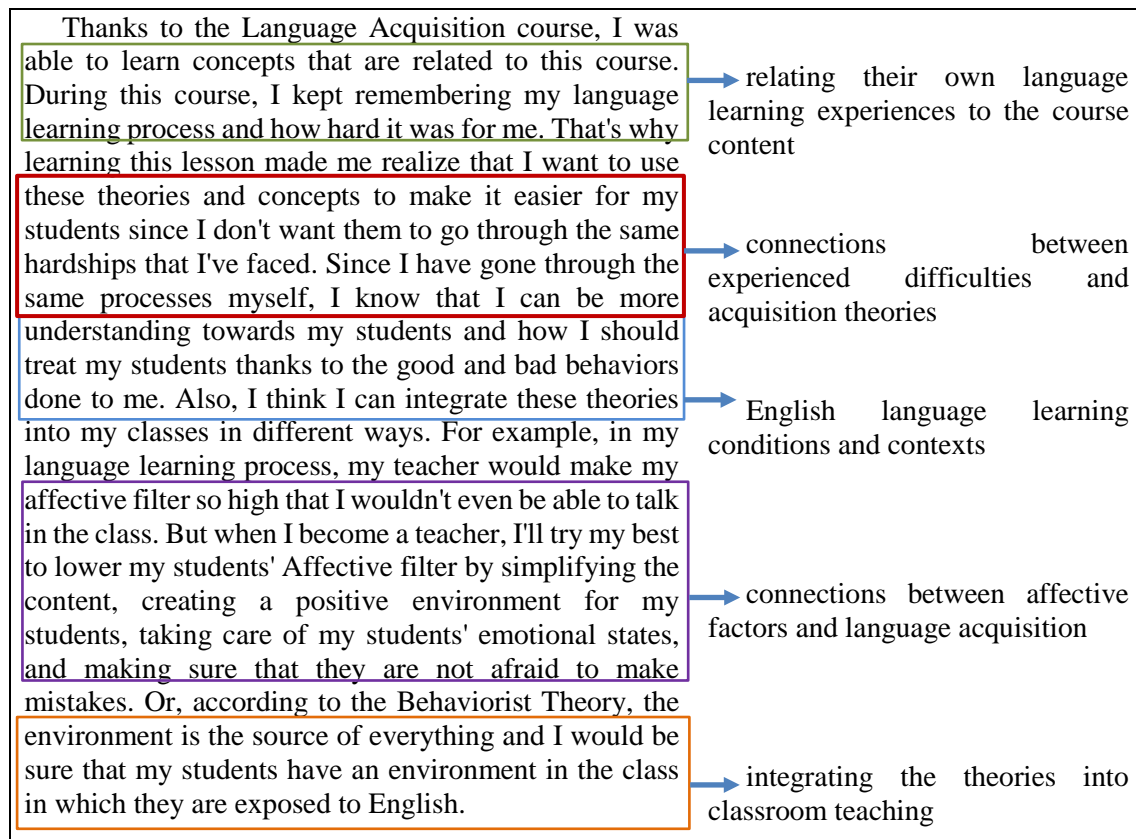 Thanks to the Language Acquisition course, I was
able to learn concepts that are related to this course.
During this course, I kept remembering my language
learning process and how hard it was for me. That's why
learning this lesson made me realize that I want to use
these theories and concepts to make it easier for my
students since I don't want them to go through the same
hardships that I've faced. Since I have gone through the
same processes myself, I know that I can be more
understanding towards my students and how I should
treat my students thanks to the good and bad behaviors
done to me. Also, I think I can integrate these theories
into my classes in different ways. For example, in my
language learning process, my teacher would make my
affective filter so high that I wouldn't even be able to talk
in the class. But when I become a teacher, I'll try my best
to lower my students' Affective filter by simplifying the
content, creating a positive environment for my
students, taking care of my students' emotional states,
and making sure that they are not afraid to make
mistakes. Or, according to the Behaviorist Theory, the
environment is the source of everything and I would be
sure that my students have an environment in the class
in which they are exposed to English.
relating their own language
learning experiences to the course
content
connections between
experienced difficulties and
acquisition theories
English language learning
conditions and contexts
connections between affective
factors and language acquisition
integrating the theories into
classroom teaching